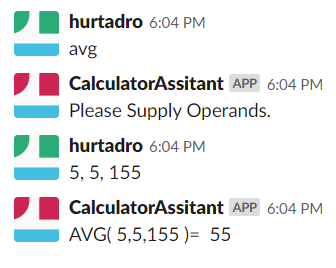 hurtadro 6:04 PM
avg
CalculatorAssitant APP 6:04 PM
Please Supply Operands.
hurtadro 6:04 PM
5, 5, 155
CalculatorAssitant APP 6:04 PM
AVG( 5,5,155 )= 55